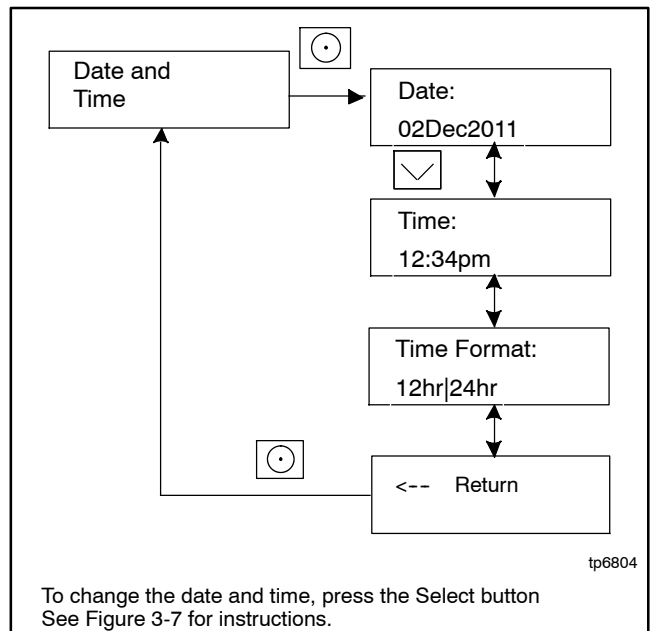 Date and
Time
Date:
02Dec2011
Time:
12:34pm
Time Format:
12hr|24hr
<-- Return
tp6804
To change the date and time, press the Select button
See Figure 3-7 for instructions.